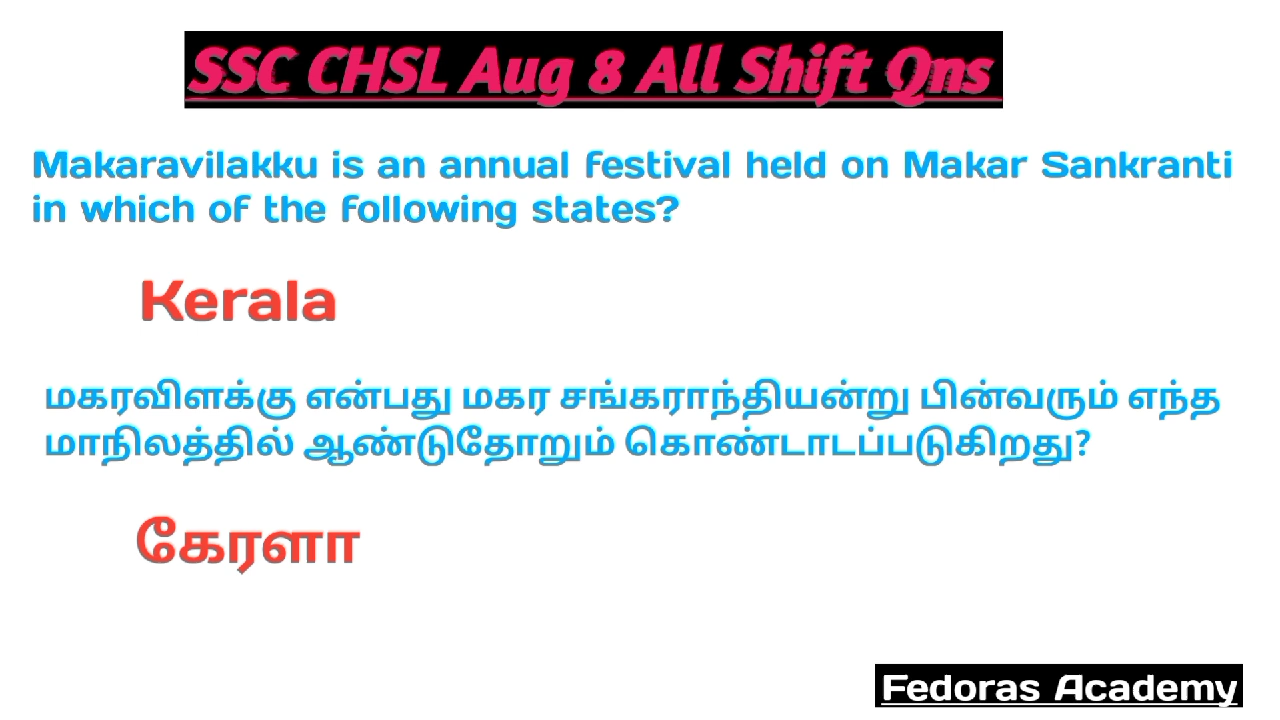 SSC CHSL Aug 8 All Shift Qns
Makaravilakku is an annual festival held on Makar Sankranti
in which of the following states?
Kerala
மகரவிளக்கு என்பது மகர சங்கராந்தியன்று பின்வரும் எந்த
மாநிலத்தில் ஆண்டுதோறும் கொண்டாடப்படுகிறது?
கேரளா
Fedoras Academy